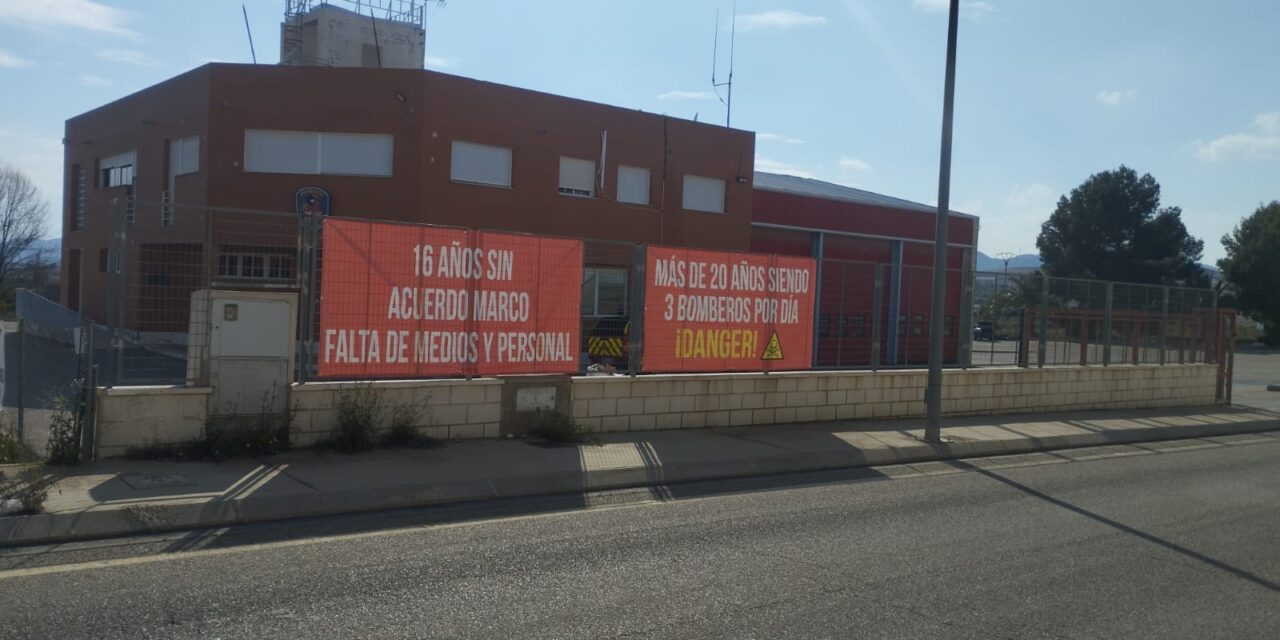 16 AÑOS SIN
ACUERDO MARCO
FALTA DE MEDIOS Y PERSONAL
MÁS DE 20 AÑOS SIENDO
3 BOMBEROS POR DÍA
¡DANGER!